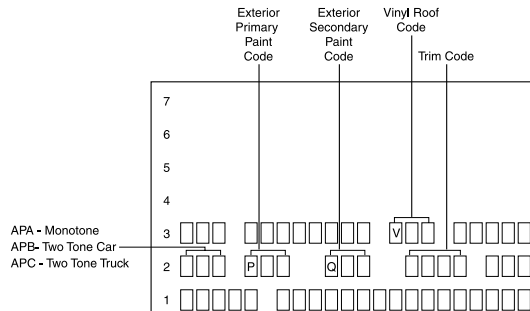 Exterior
Primary
Paint
Code
Exterior
Secondary
Paint
Code
Vinyl Roof
Code
Trim Code
7
6
5
4
APA - Monotone
APB- Two Tone Car
APC - Two Tone Truck
3
V
2
P
Q
1